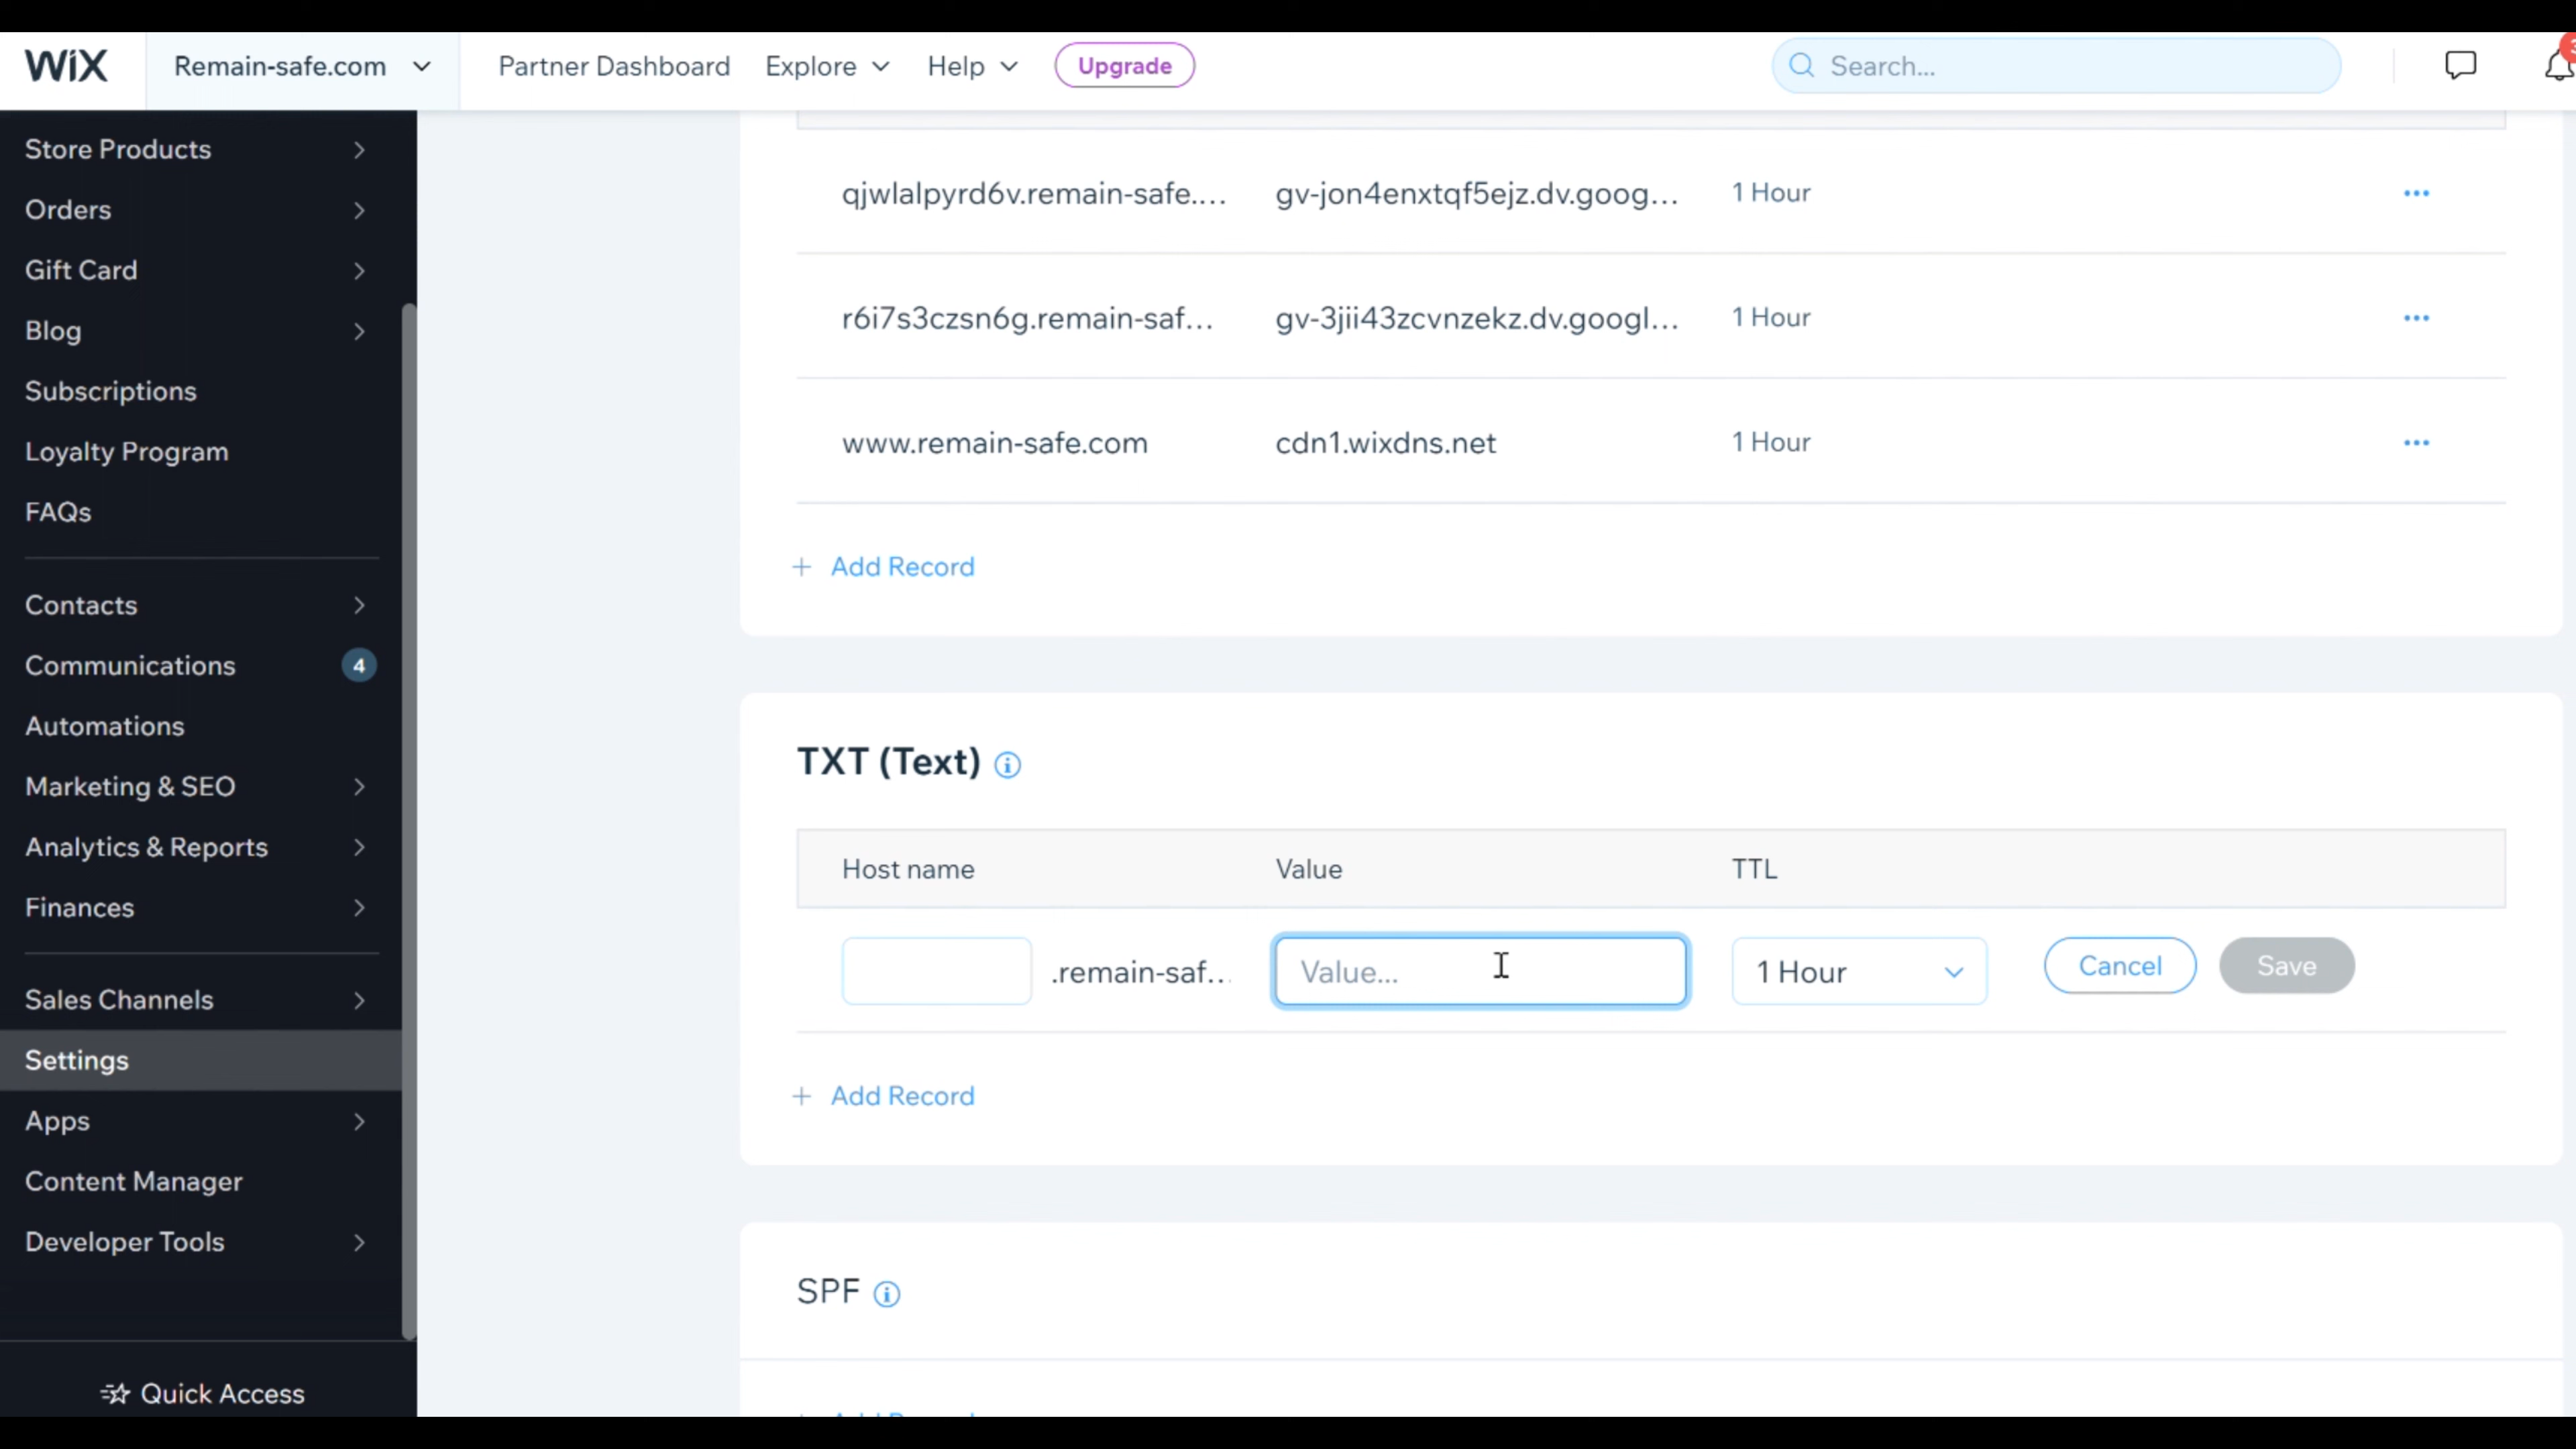 WiX
Remain-safe.com
Partner Dashboard
Explore
Help
Upgrade
Search...
Store Products
Orders
Gift Card
Blog
Subscriptions
Loyalty Program
FAQs
Contacts
Communications 4
Automations
Marketing & SEO
Analytics & Reports
Finances
Sales Channels
Settings
Apps
Content Manager
Developer Tools
Quick Access
qjwlalpyrd6v.remain-safe.... gv-jon4enxtqf5ejz.dv.goog... 1 Hour
r6i7s3czsn6g.remain-saf... gv-3jii43zcvnzekz.dv.googl... 1 Hour
www.remain-safe.com cdn1.wixdns.net 1 Hour
+ Add Record
TXT (Text)
Host name Value TTL
.remain-saf... Value... 1 Hour Cancel Save
+ Add Record
SPF